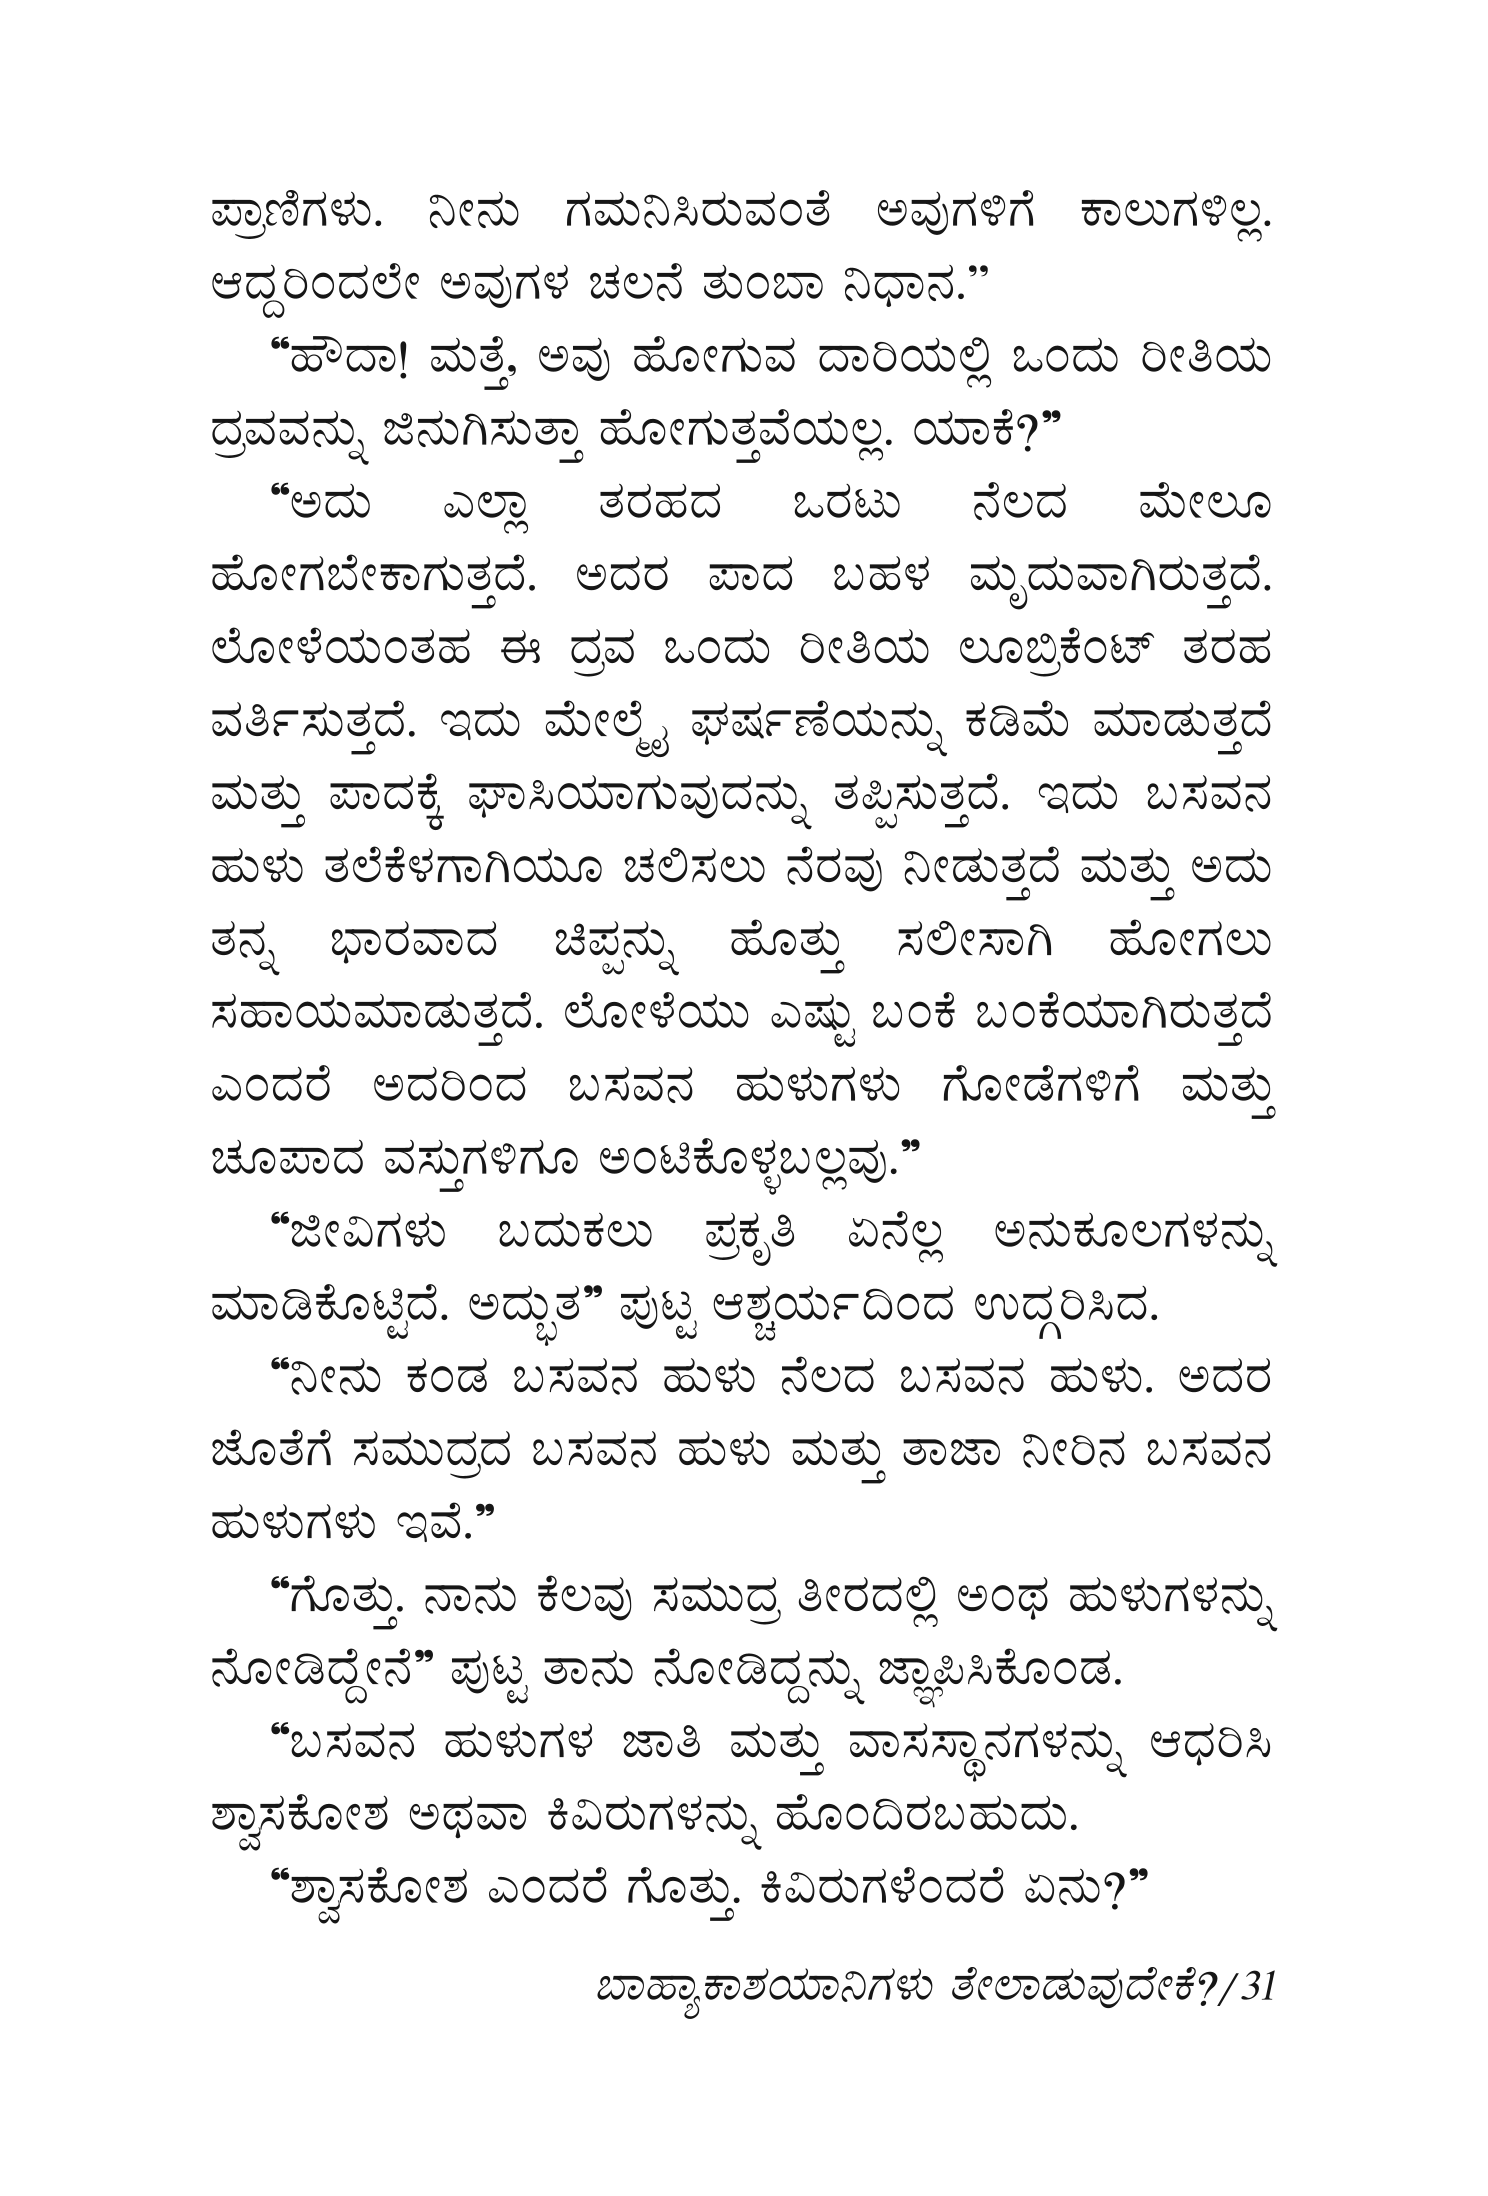 ಪ್ರಾಣಿಗಳು. ನೀನು ಗಮನಿಸಿರುವಂತೆ ಅವುಗಳಿಗೆ ಕಾಲುಗಳಿಲ್ಲ.
ಆದ್ದರಿಂದಲೇ ಅವುಗಳ ಚಲನೆ ತುಂಬಾ ನಿಧಾನ.”
“ಹೌದಾ! ಮತ್ತೆ, ಅವು ಹೋಗುವ ದಾರಿಯಲ್ಲಿ ಒಂದು ರೀತಿಯ
ದ್ರವವನ್ನು ಜಿನುಗಿಸುತ್ತಾ ಹೋಗುತ್ತವೆಯಲ್ಲ. ಯಾಕೆ?”
“ಅದು ಎಲ್ಲಾ ತರಹದ ಒರಟು ನೆಲದ ಮೇಲೂ
ಹೋಗಬೇಕಾಗುತ್ತದೆ. ಅದರ ಪಾದ ಬಹಳ ಮೃದುವಾಗಿರುತ್ತದೆ.
ಲೋಳೆಯಂತಹ ಈ ದ್ರವ ಒಂದು ರೀತಿಯ ಲೂಬ್ರಿಕೆಂಟ್ ತರಹ
ವರ್ತಿಸುತ್ತದೆ. ಇದು ಮೇಲ್ಮೈ ಘರ್ಷಣೆಯನ್ನು ಕಡಿಮೆ ಮಾಡುತ್ತದೆ
ಮತ್ತು ಪಾದಕ್ಕೆ ಘಾಸಿಯಾಗುವುದನ್ನು ತಪ್ಪಿಸುತ್ತದೆ. ಇದು ಬಸವನ
ಹುಳು ತಲೆಕೆಳಗಾಗಿಯೂ ಚಲಿಸಲು ನೆರವು ನೀಡುತ್ತದೆ ಮತ್ತು ಅದು
ತನ್ನ ಭಾರವಾದ ಚಿಪ್ಪನ್ನು ಹೊತ್ತು ಸಲೀಸಾಗಿ ಹೋಗಲು
ಸಹಾಯಮಾಡುತ್ತದೆ. ಲೋಳೆಯು ಎಷ್ಟು ಬಂಕೆ ಬಂಕೆಯಾಗಿರುತ್ತದೆ
ಎಂದರೆ ಅದರಿಂದ ಬಸವನ ಹುಳುಗಳು ಗೋಡೆಗಳಿಗೆ ಮತ್ತು
ಚೂಪಾದ ವಸ್ತುಗಳಿಗೂ ಅಂಟಿಕೊಳ್ಳಬಲ್ಲವು.”
“ಜೀವಿಗಳು ಬದುಕಲು ಪ್ರಕೃತಿ ಏನೆಲ್ಲ ಅನುಕೂಲಗಳನ್ನು
ಮಾಡಿಕೊಟ್ಟಿದೆ. ಅದ್ಭುತ” ಪುಟ್ಟ ಆಶ್ಚರ್ಯದಿಂದ ಉದ್ಗರಿಸಿದ.
“ನೀನು ಕಂಡ ಬಸವನ ಹುಳು ನೆಲದ ಬಸವನ ಹುಳು. ಅದರ
ಜೊತೆಗೆ ಸಮುದ್ರದ ಬಸವನ ಹುಳು ಮತ್ತು ತಾಜಾ ನೀರಿನ ಬಸವನ
ಹುಳುಗಳು ಇವೆ.”
“ಗೊತ್ತು. ನಾನು ಕೆಲವು ಸಮುದ್ರ ತೀರದಲ್ಲಿ ಅಂಥ ಹುಳುಗಳನ್ನು
ನೋಡಿದ್ದೇನೆ” ಪುಟ್ಟ ತಾನು ನೋಡಿದ್ದನ್ನು ಜ್ಞಾಪಿಸಿಕೊಂಡ.
“ಬಸವನ ಹುಳುಗಳ ಜಾತಿ ಮತ್ತು ವಾಸಸ್ಥಾನಗಳನ್ನು ಆಧರಿಸಿ
ಶ್ವಾಸಕೋಶ ಅಥವಾ ಕಿವಿರುಗಳನ್ನು ಹೊಂದಿರಬಹುದು.
“ಶ್ವಾಸಕೋಶ ಎಂದರೆ ಗೊತ್ತು. ಕಿವಿರುಗಳೆಂದರೆ ಏನು?”
ಬಾಹ್ಯಾಕಾಶಯಾನಿಗಳು ತೇಲಾಡುವುದೇಕೆ?/31